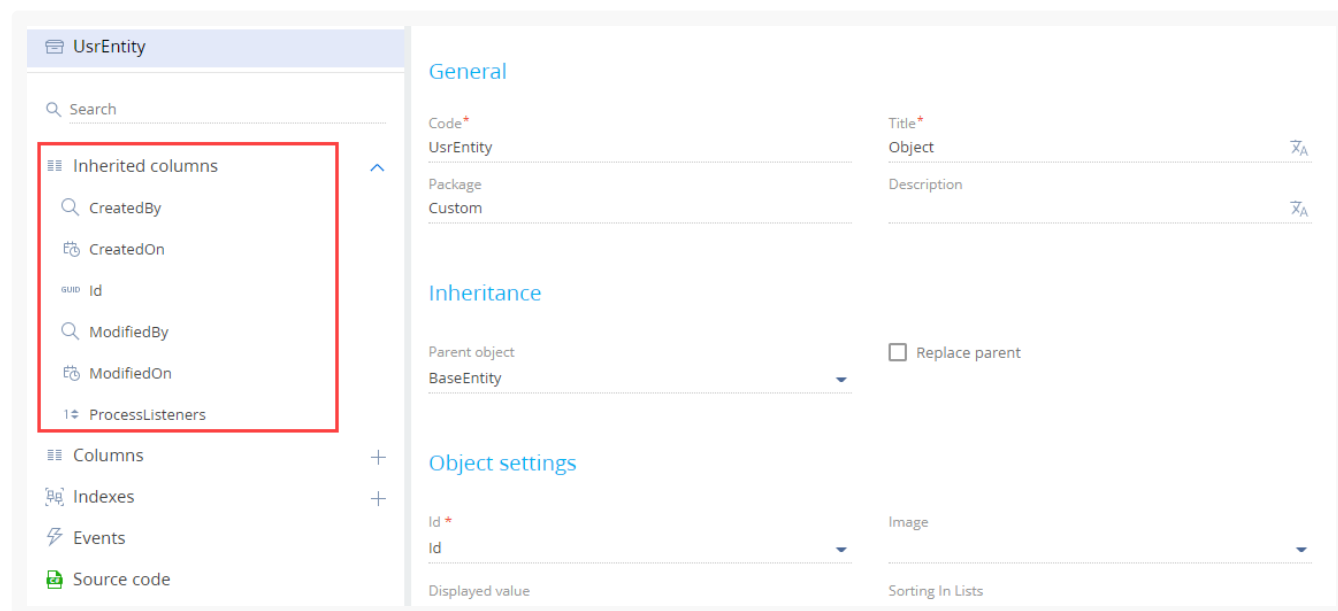 UsrEntity
Search
Inherited columns
CreatedBy
CreatedOn
GUID Id
ModifiedBy
ModifiedOn
1 ProcessListeners
Columns
Indexes
Events
C# Source code
General
Code* Title*
UsrEntity Object
Package Description
Custom
Inheritance
Parent object Replace parent
BaseEntity
Object settings
Id * Image
Id
Displayed value Sorting In Lists